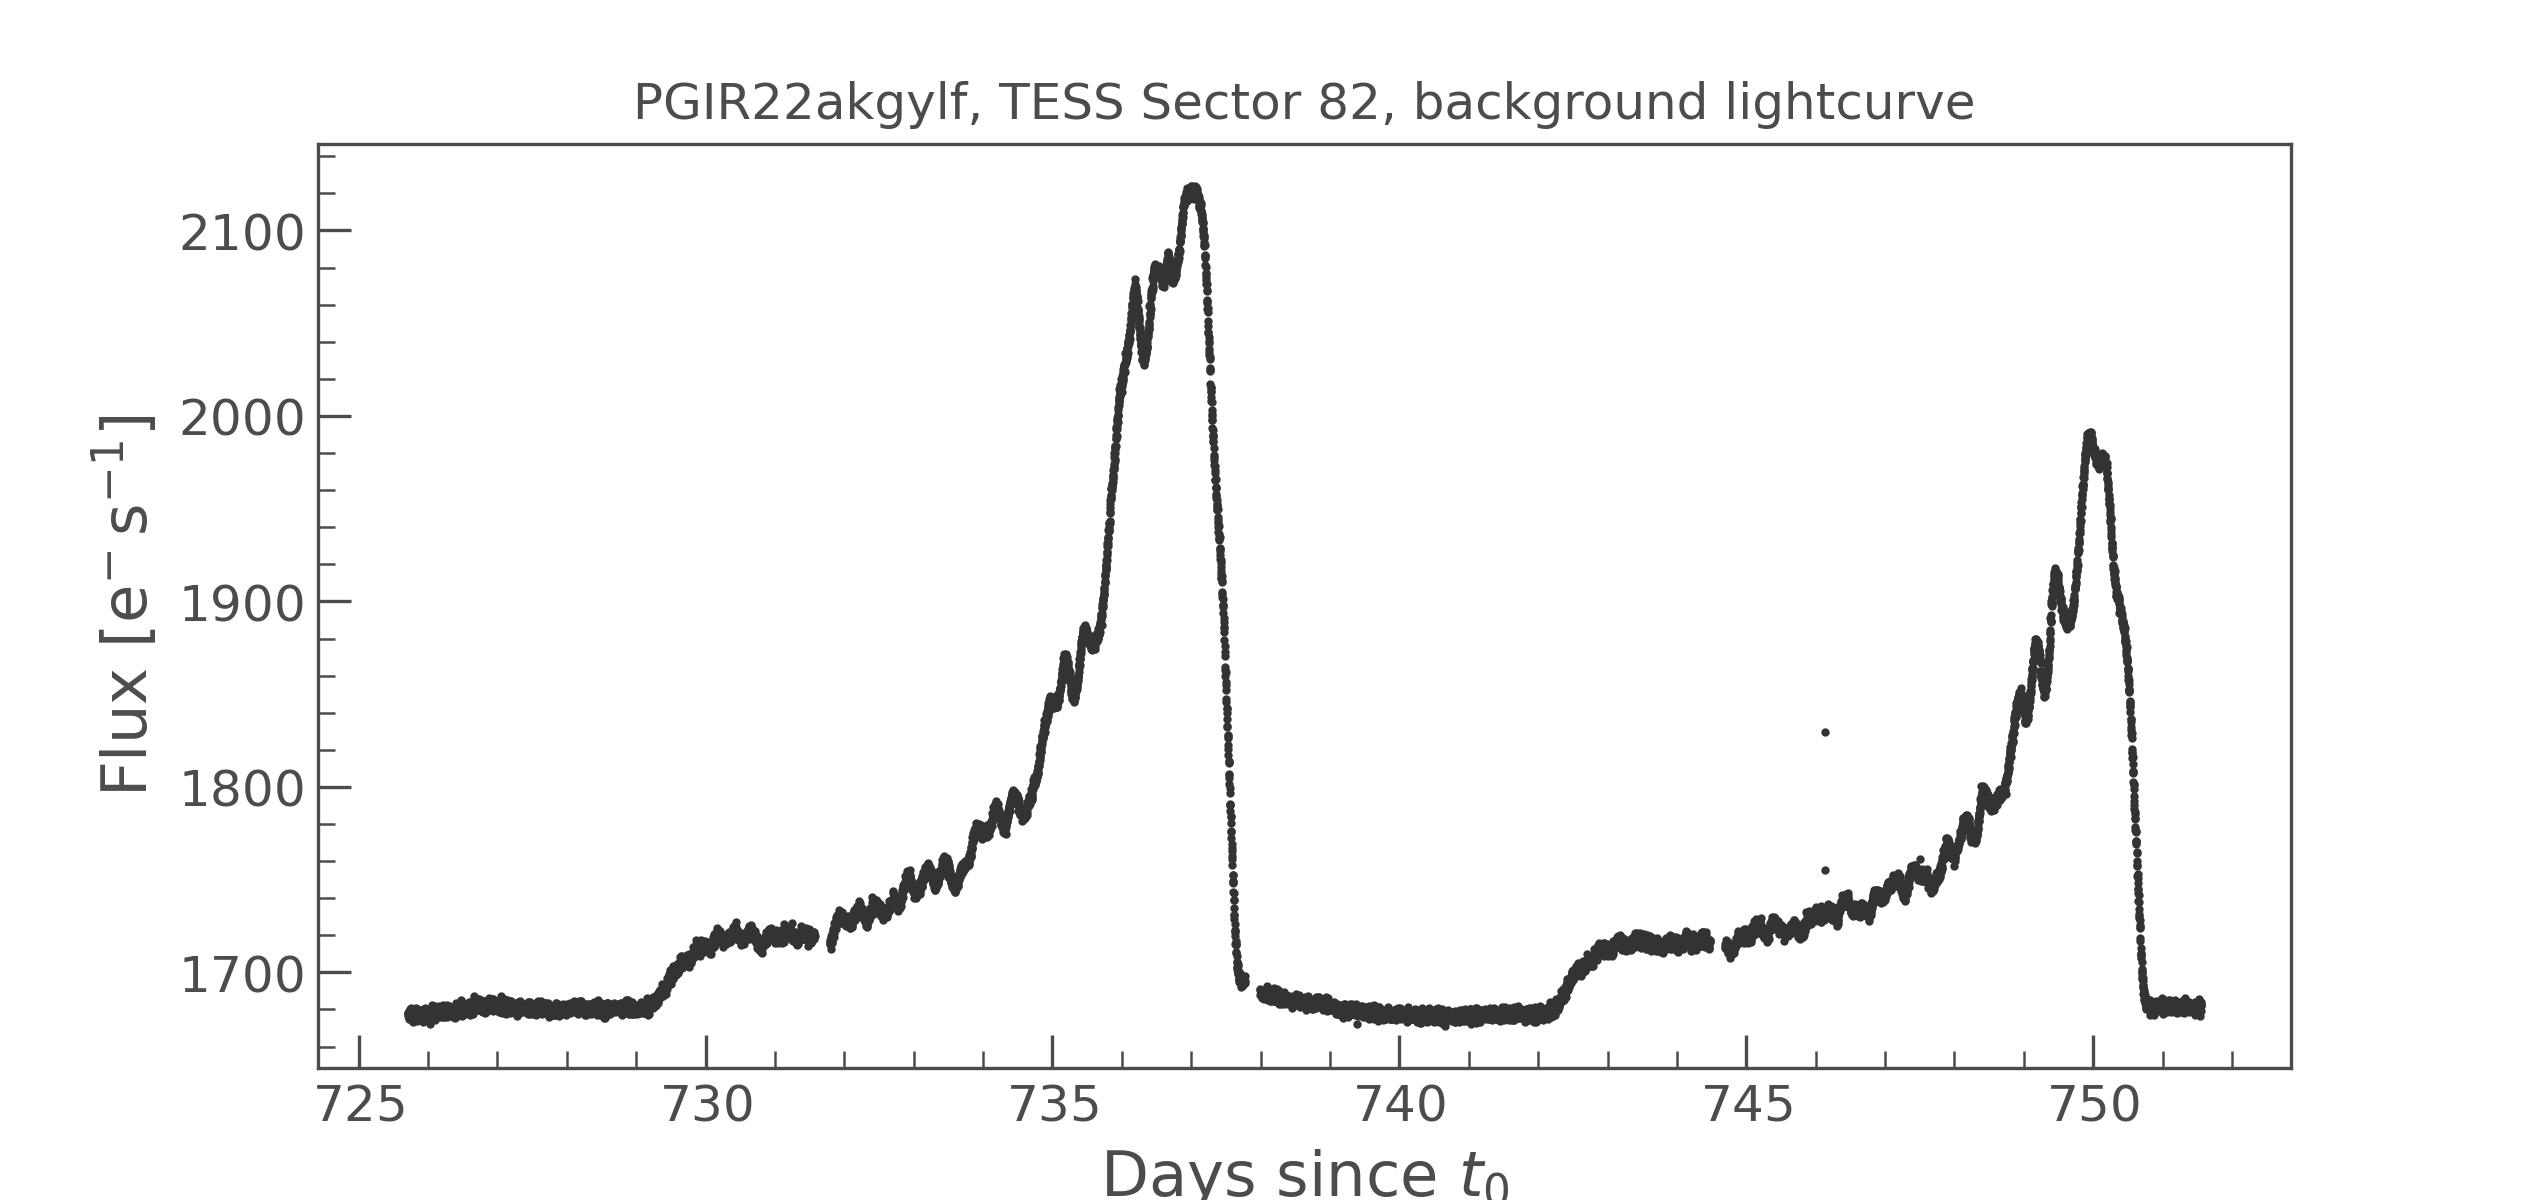 PGIR22akgylf, TESS Sector 82, background lightcurve
Flux [e⁻ s⁻¹]
2100
2000
1900
1800
1700
725 730 735 740 745 750
Days since t₀